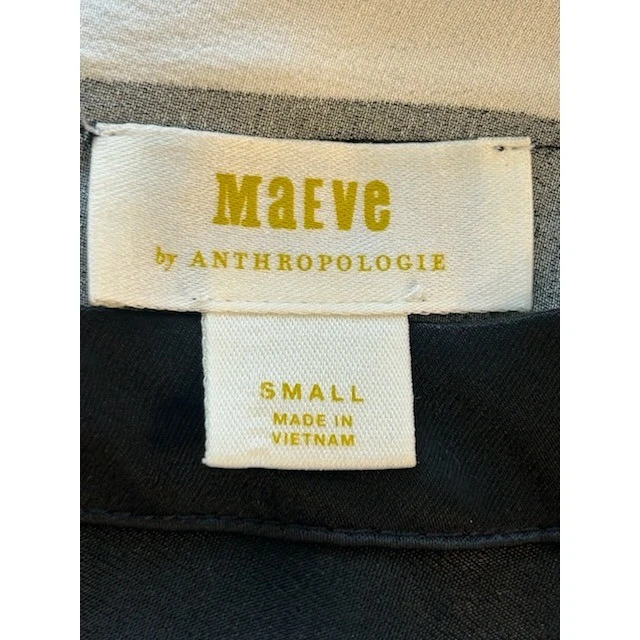 MaEVe
by ANTHROPOLOGIE
SMALL
MADE IN
VIETNAM